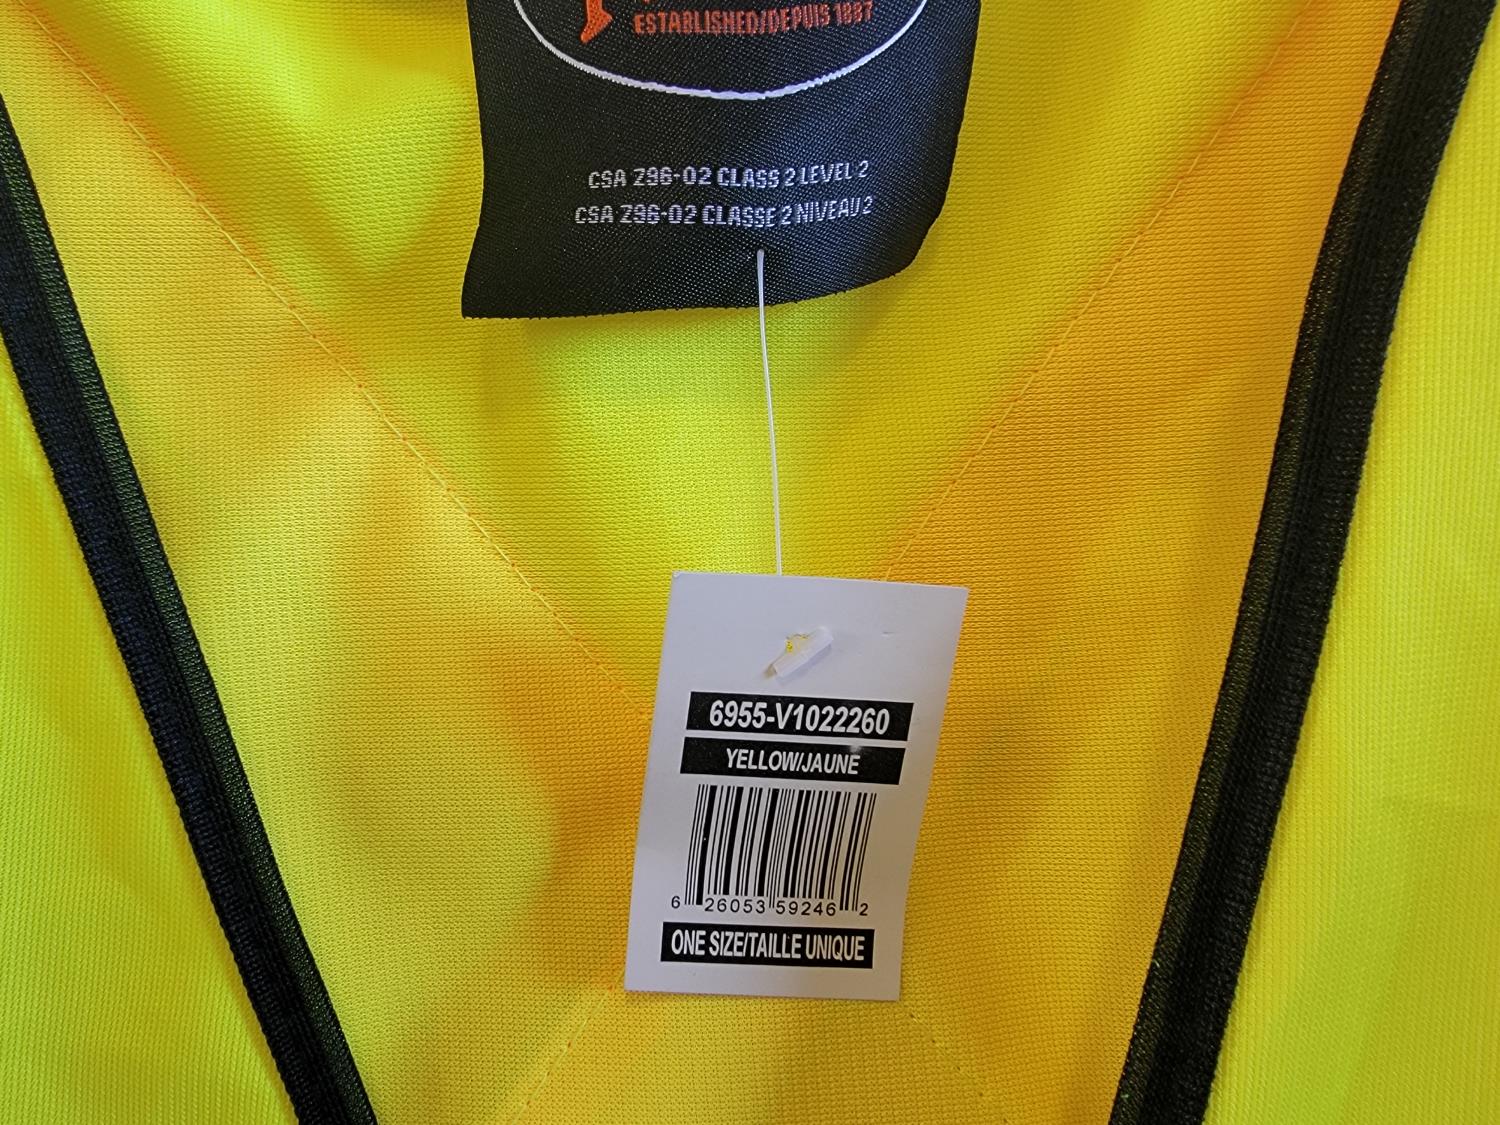 ESTABLISHED/DEPUIS 1887
CSA Z96-02 CLASS 2 LEVEL 2
CSA Z96-02 CLASSE 2 NIVEAU 2
6955-V1022260
YELLOW/JAUNE
6 26053 59246 2
ONE SIZE/TAILLE UNIQUE